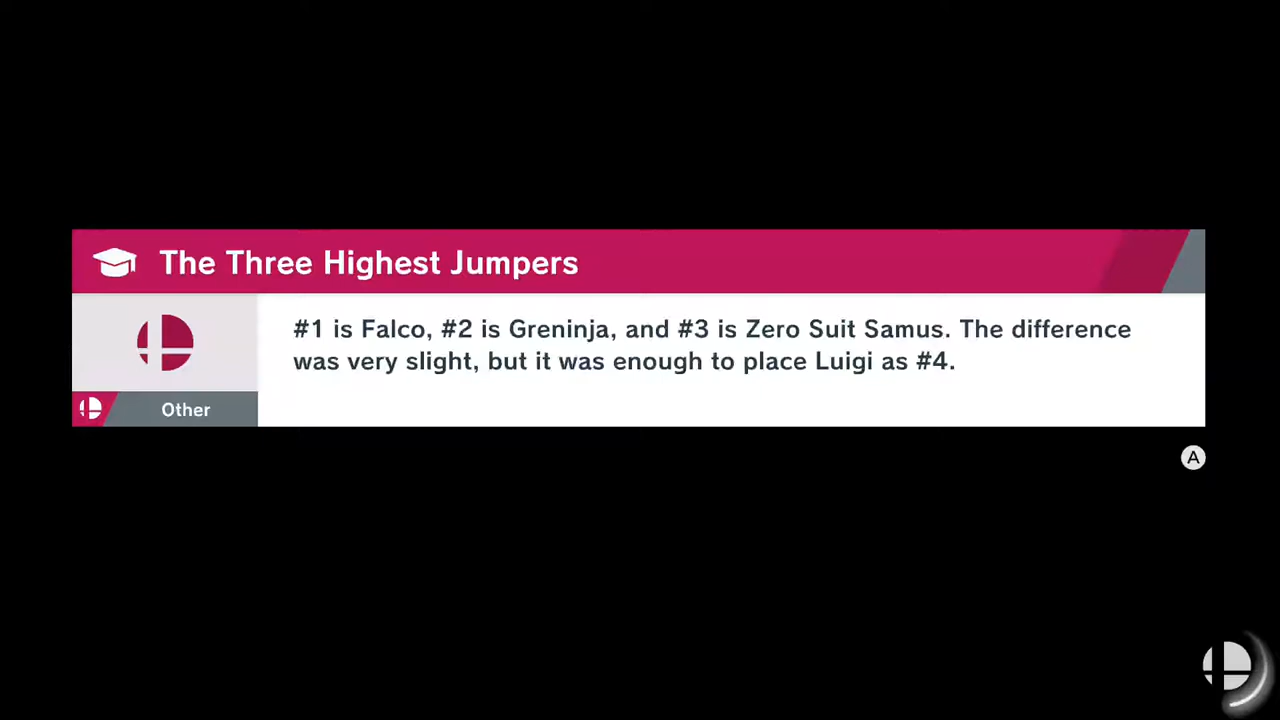 The Three Highest Jumpers
#1 is Falco, #2 is Greninja, and #3 is Zero Suit Samus. The difference
was very slight, but it was enough to place Luigi as #4.
Other
A